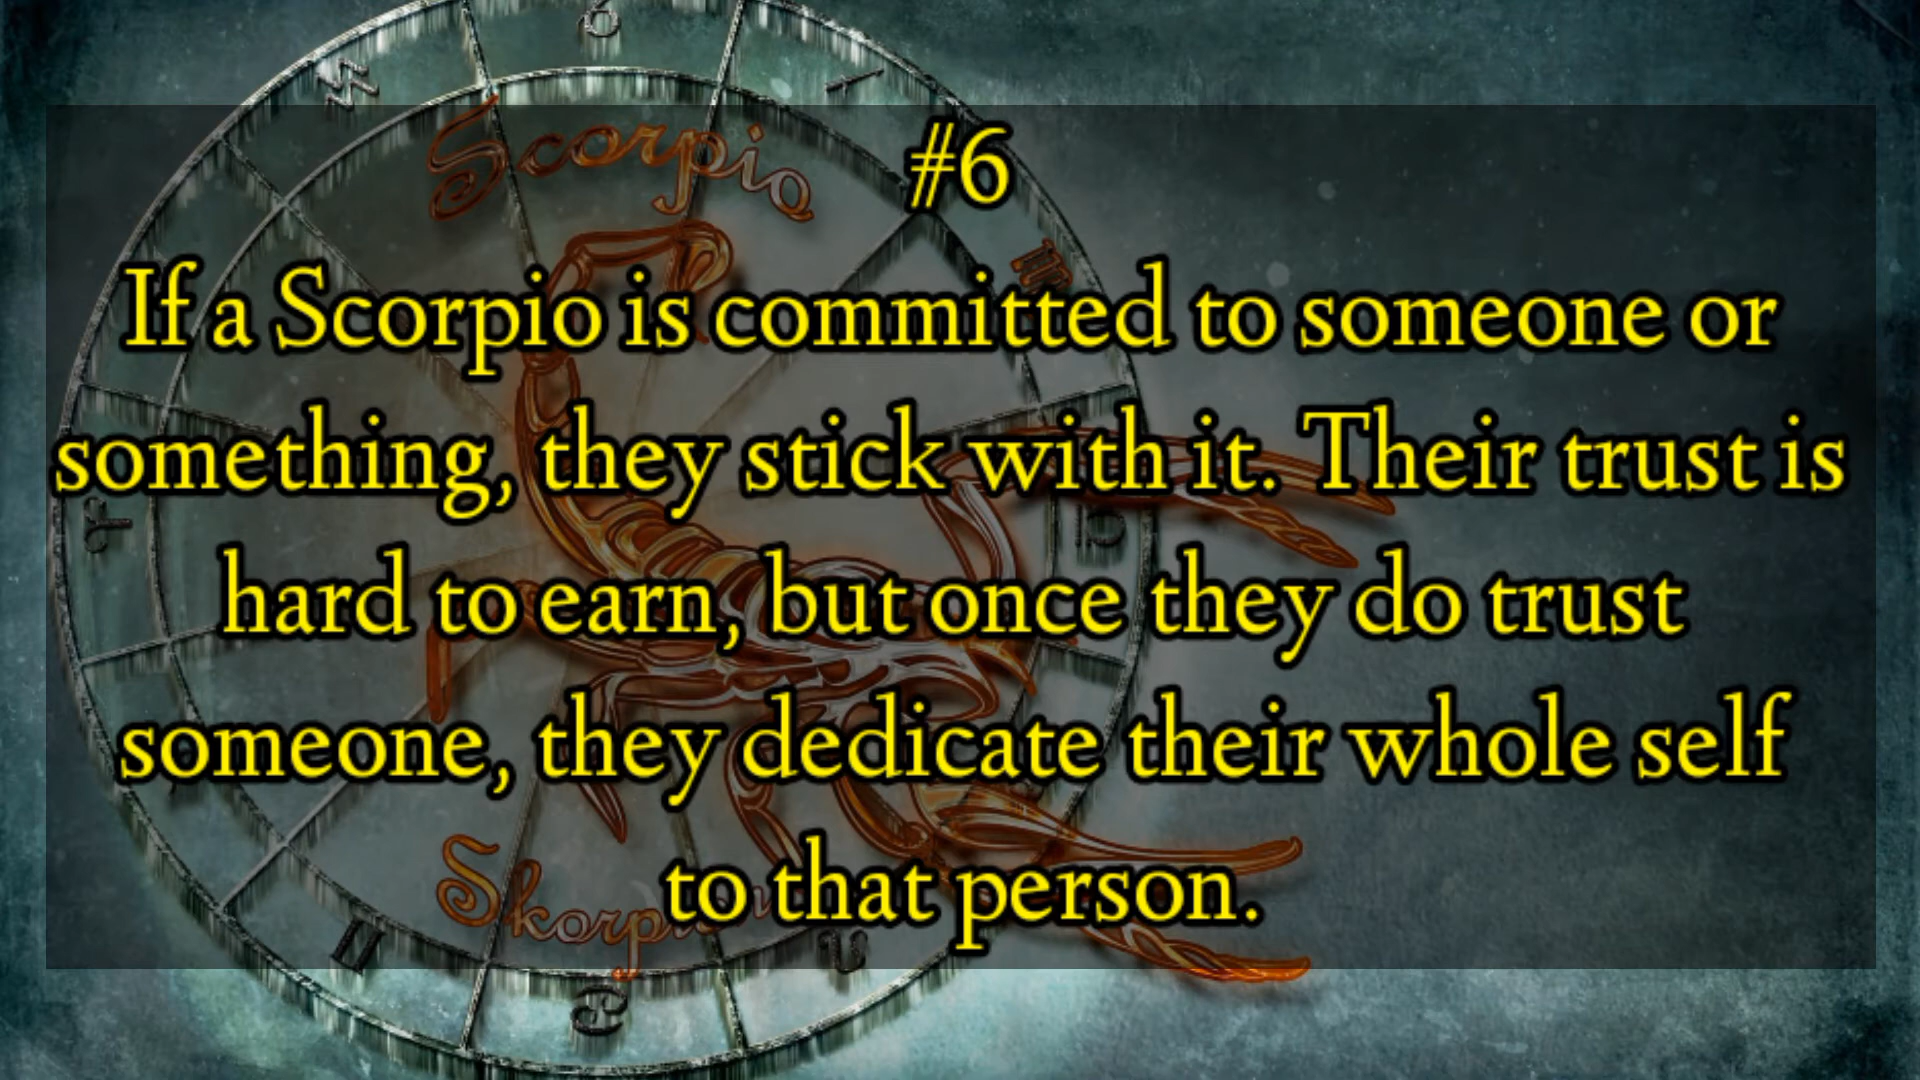 Scorpio
#6
If a Scorpio is committed to someone or
something, they stick with it. Their trust is
hard to earn, but once they do trust
someone, they dedicate their whole self
to that person.